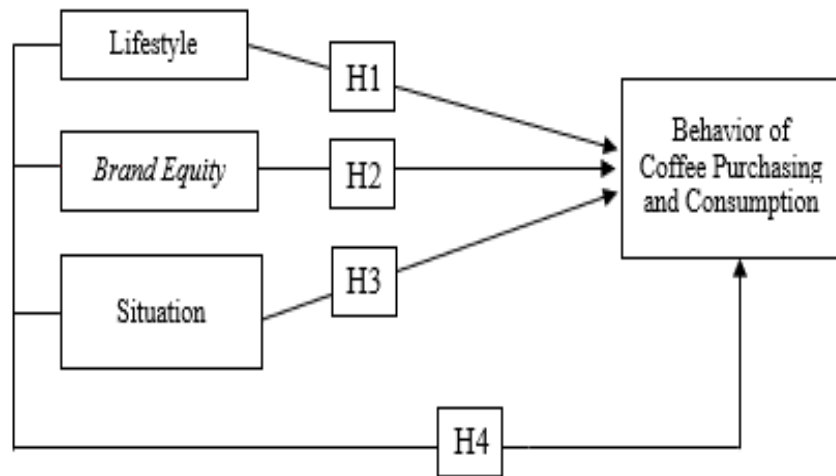 Lifestyle
H1
Brand Equity
H2
Behavior of
Coffee Purchasing
and Consumption
Situation
H3
H4